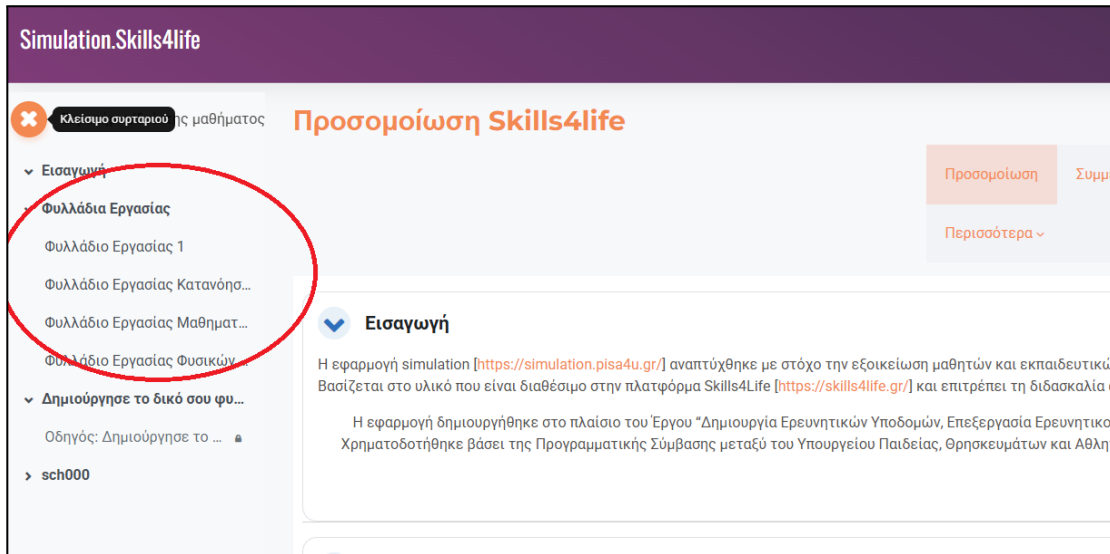 Simulation.Skills4life
Κλείσιμο συρταριού
ης μαθήματος
Εισαγωγή
Φυλλάδια Εργασίας
Φυλλάδιο Εργασίας 1
Φυλλάδιο Εργασίας Κατανόησ...
Φυλλάδιο Εργασίας Μαθηματ...
Φυλλάδιο Εργασίας Φυσικών...
Δημιούργησε το δικό σου φυ...
Οδηγός: Δημιούργησε το ...
sch000
Προσομοίωση Skills4life
Προσομοίωση Συμμ
Περισσότερα
Εισαγωγή
Η εφαρμογή simulation [https://simulation.pisa4u.gr/] αναπτύχθηκε με στόχο την εξοικείωση μαθητών και εκπαιδευτικώ
Βασίζεται στο υλικό που είναι διαθέσιμο στην πλατφόρμα Skills4Life [https://skills4life.gr/] και επιτρέπει τη διδασκαλία
Η εφαρμογή δημιουργήθηκε στο πλαίσιο του Έργου “Δημιουργία Ερευνητικών Υποδομών, Επεξεργασία Ερευνητικο
Χρηματοδοτήθηκε βάσει της Προγραμματικής Σύμβασης μεταξύ του Υπουργείου Παιδείας, Θρησκευμάτων και Αθλη